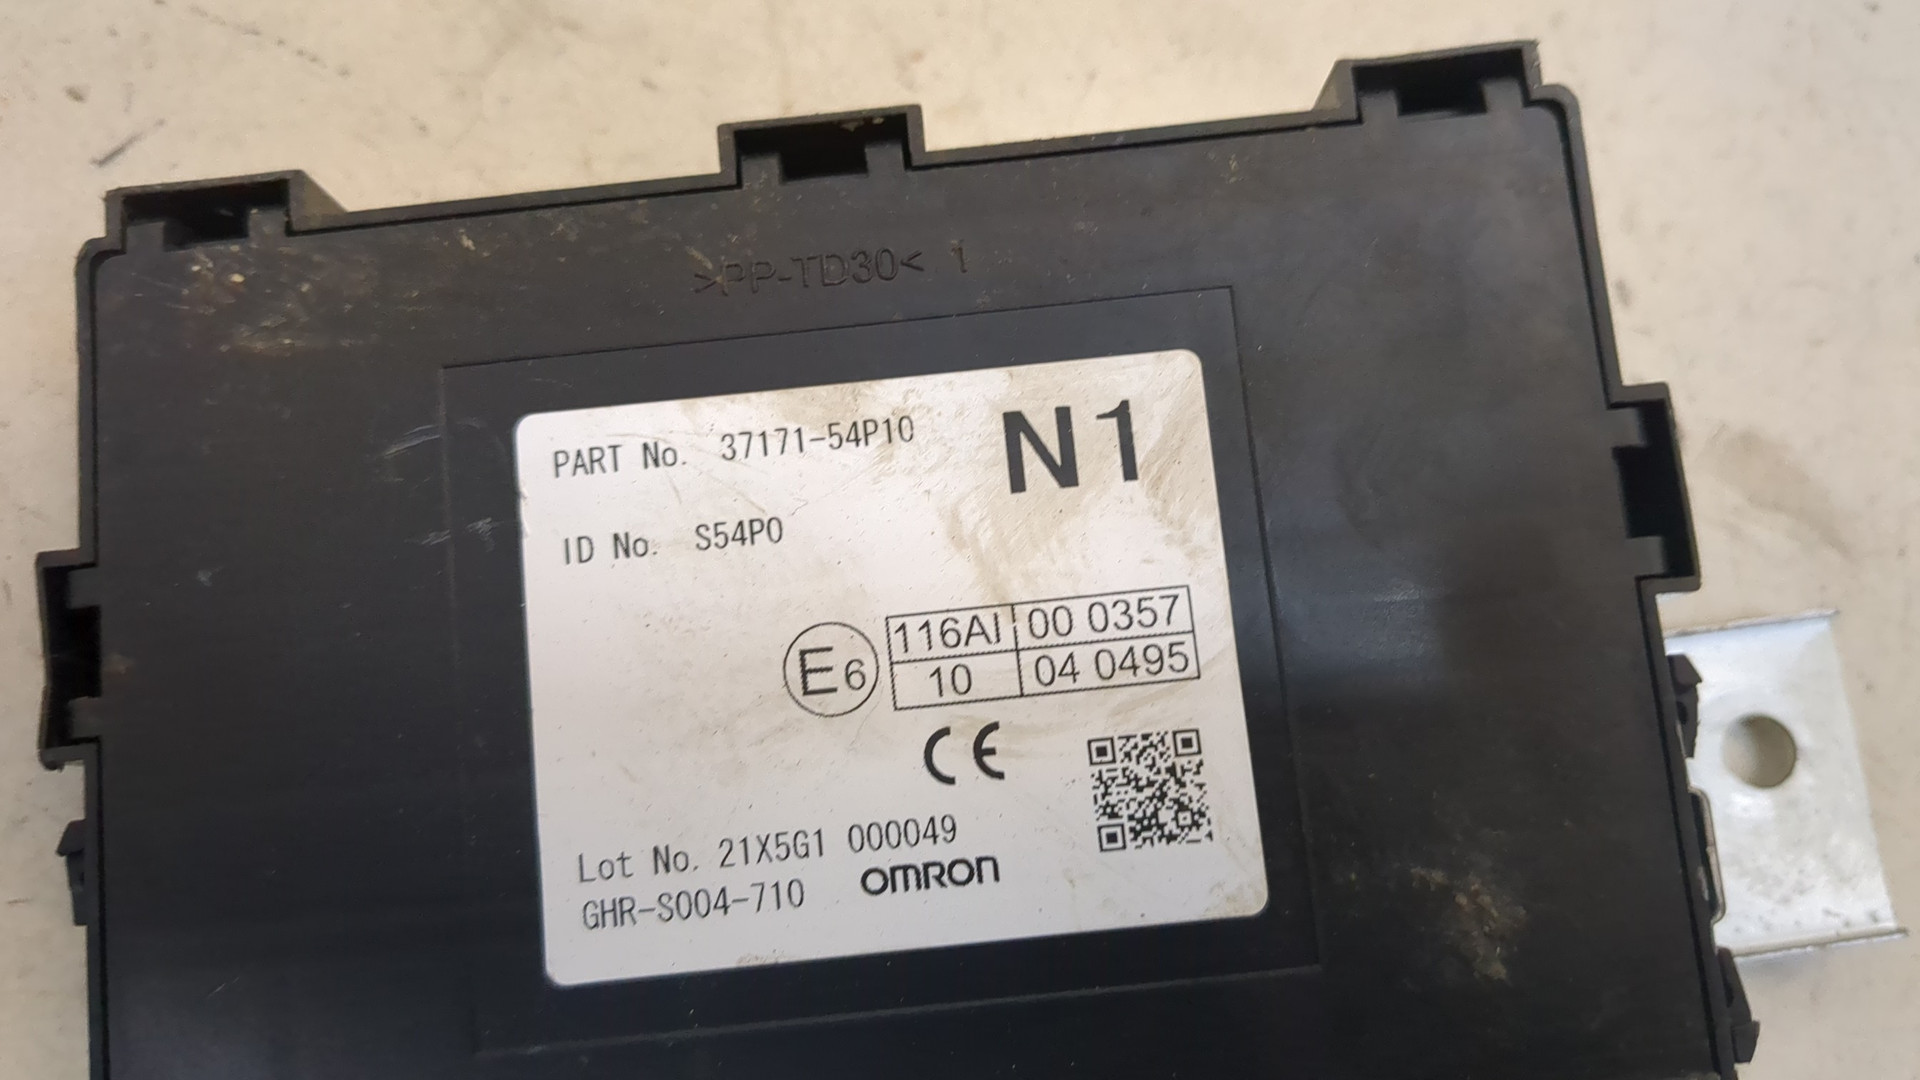 >PP-TD30< 1
PART No. 37171-54P10 N1
ID No. S54P0
E6 116AI 00 0357
10 04 0495
CE
Lot No. 21X5G1 000049
GHR-S004-710 OMRON